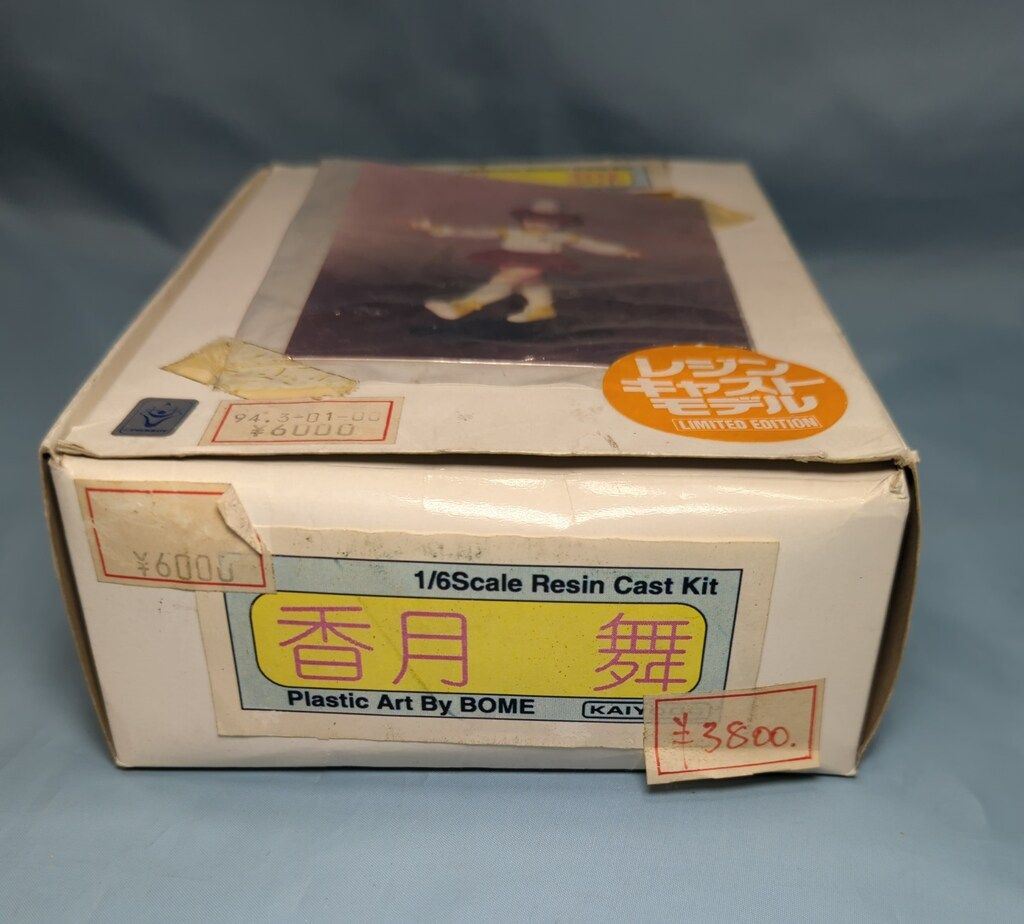 レジン
キャスト
モデル
LIMITED EDITION
94.3-01-00
¥6000
¥6000
1/6Scale Resin Cast Kit
香月 舞
Plastic Art By BOME
KAIY
¥3800.